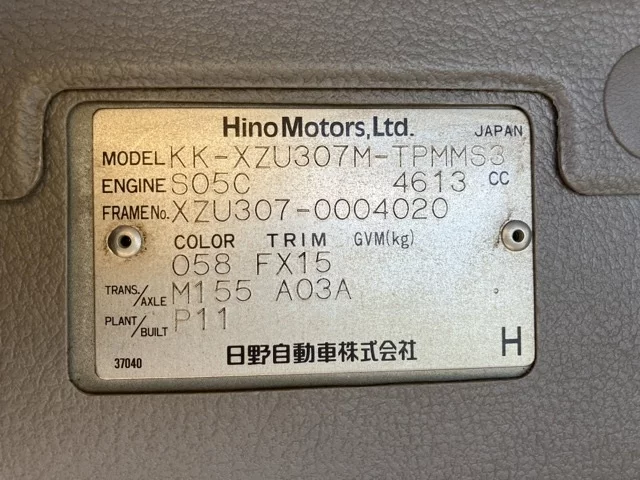 Hino Motors, Ltd. JAPAN
MODEL KK-XZU307M-TPMMS3
ENGINE S05C 4613 CC
FRAME No. XZU307-0004020
COLOR TRIM GVM(kg)
058 FX15
TRANS./AXLE M155 A03A
PLANT/BUILT P11
37040 日野自動車株式会社 H